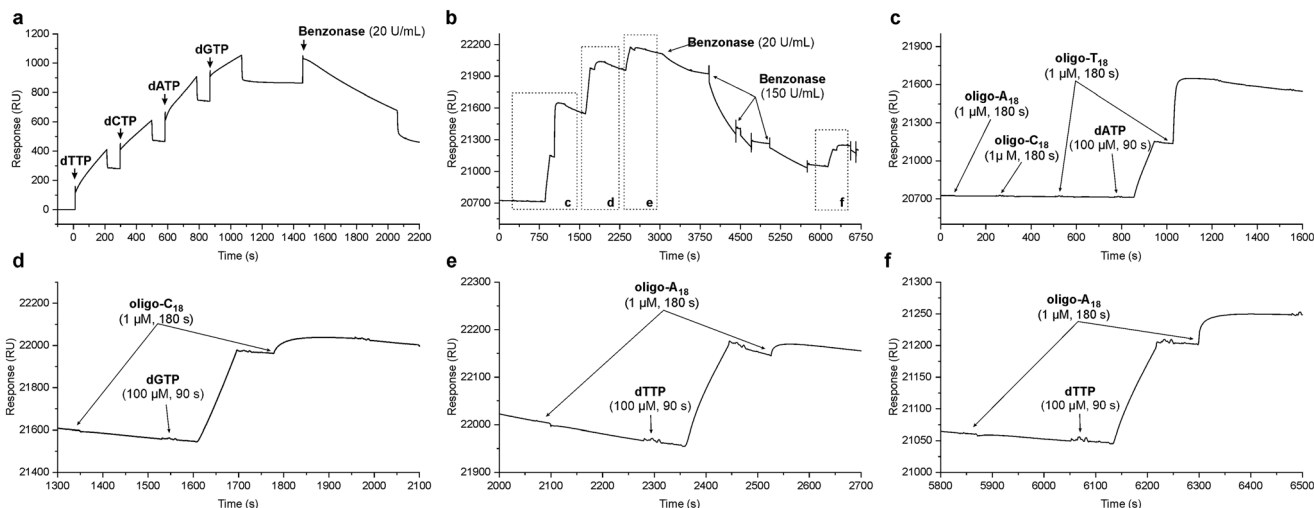 a
Response (RU)
1200
1000
800
600
400
200
0
dTTP
dCTP
dATP
dGTP
Benzonase (20 U/mL)
0 200 400 600 800 1000 1200 1400 1600 1800 2000 2200
Time (s)
b
Response (RU)
22200
21900
21600
21300
21000
20700
Benzonase (20 U/mL)
Benzonase
(150 U/mL)
c
d
e
f
0 750 1500 2250 3000 3750 4500 5250 6000 6750
Time (s)
c
Response (RU)
21900
21500
21100
20700
oligo-T18
(1 µM, 180 s)
oligo-A18
(1 µM, 180 s)
oligo-C18
(1µ M, 180 s)
dATP
(100 µM, 90 s)
0 200 400 600 800 1000 1200 1400 1600
Time (s)
d
Response (RU)
22200
22000
21800
21600
21400
oligo-C18
(1 µM, 180 s)
dGTP
(100 µM, 90 s)
1300 1400 1500 1600 1700 1800 1900 2000 2100
Time (s)
e
Response (RU)
22300
22200
22100
22000
21900
oligo-A18
(1 µM, 180 s)
dTTP
(100 µM, 90 s)
2000 2100 2200 2300 2400 2500 2600 2700
Time (s)
f
Response (RU)
21300
21250
21200
21150
21100
21050
21000
oligo-A18
(1 µM, 180 s)
dTTP
(100 µM, 90 s)
5800 5900 6000 6100 6200 6300 6400 6500
Time (s)